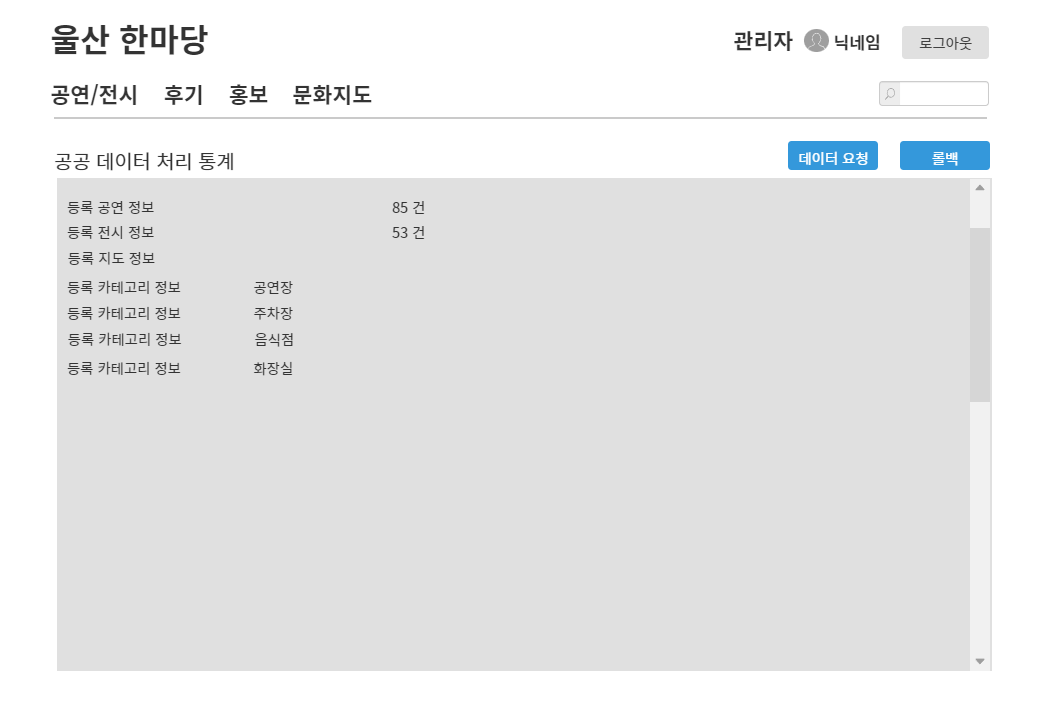 울산 한마당
관리자 닉네임 로그아웃
공연/전시 후기 홍보 문화지도
공공 데이터 처리 통계 데이터 요청 롤백
등록 공연 정보 85 건
등록 전시 정보 53 건
등록 지도 정보
등록 카테고리 정보 공연장
등록 카테고리 정보 주차장
등록 카테고리 정보 음식점
등록 카테고리 정보 화장실